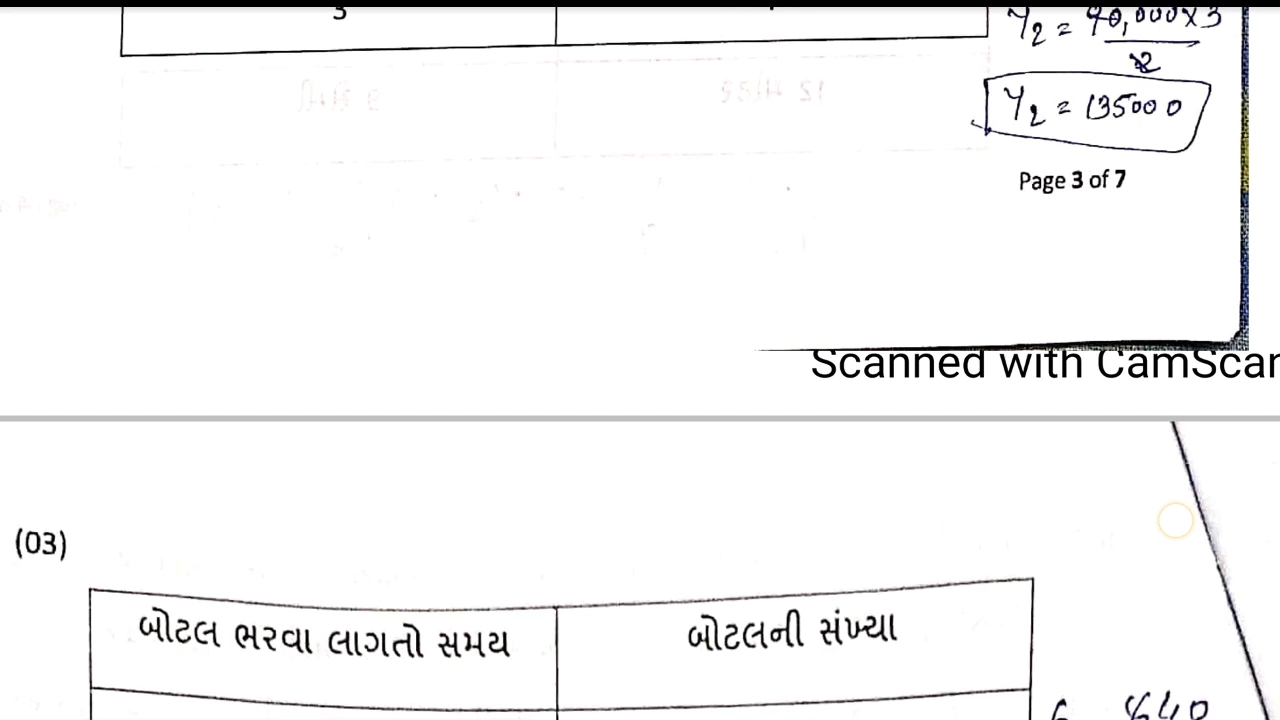 Y₂ = 90,000×3
2
Y₂ = 135000
Page 3 of 7
Scanned with CamScan
(03)
બોટલ ભરવા લાગતો સમય
બોટલની સંખ્યા